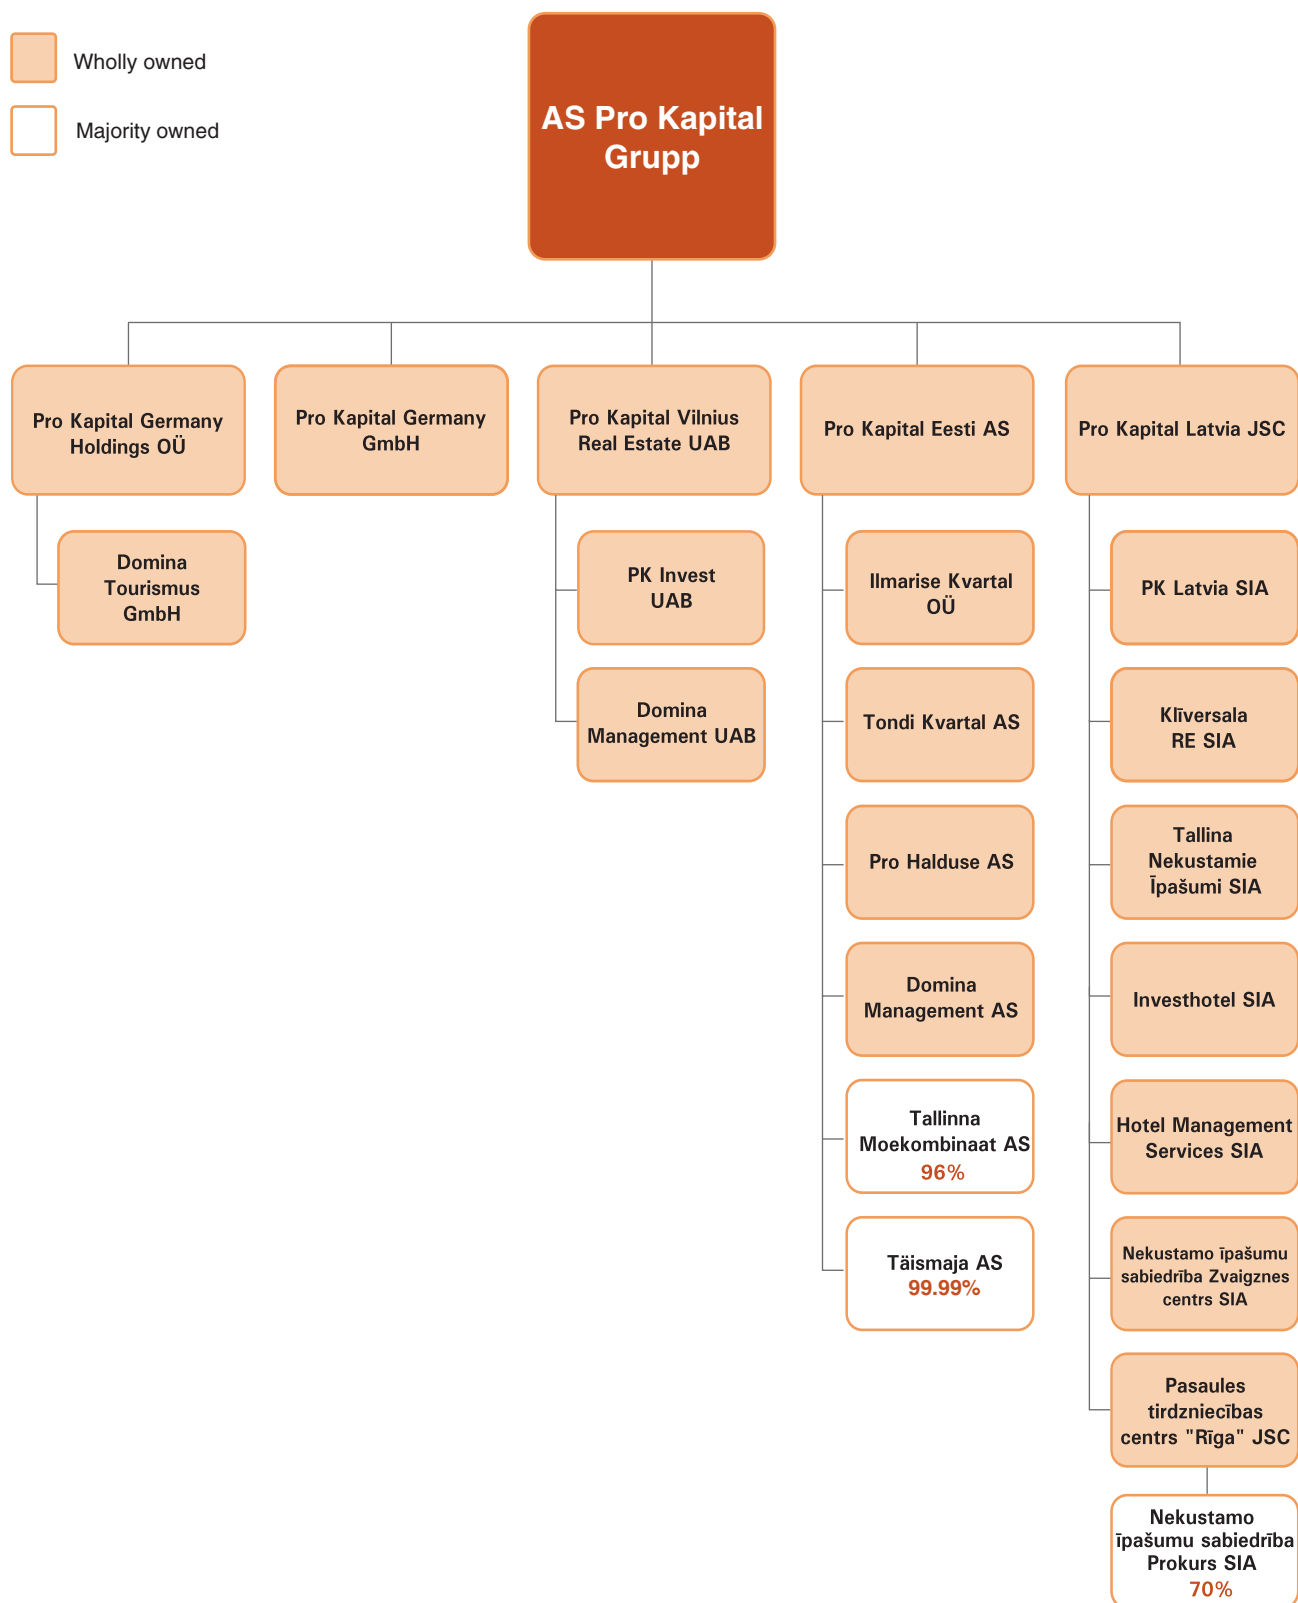 Wholly owned
Majority owned
AS Pro Kapital
Grupp
Pro Kapital Germany
Holdings OÜ
Pro Kapital Germany
GmbH
Pro Kapital Vilnius
Real Estate UAB
Pro Kapital Eesti AS
Pro Kapital Latvia JSC
Domina
Tourismus
GmbH
PK Invest
UAB
Domina
Management UAB
Ilmarise Kvartal
OÜ
Tondi Kvartal AS
Pro Halduse AS
Domina
Management AS
Tallinna
Moekombinaat AS
96%
Täismaja AS
99.99%
PK Latvia SIA
Klīversala
RE SIA
Tallina
Nekustamie
Īpašumi SIA
Investhotel SIA
Hotel Management
Services SIA
Nekustamo īpašumu
sabiedrība Zvaigznes
centrs SIA
Pasaules
tirdzniecības
centrs "Rīga" JSC
Nekustamo
īpašumu sabiedrība
Prokurs SIA
70%